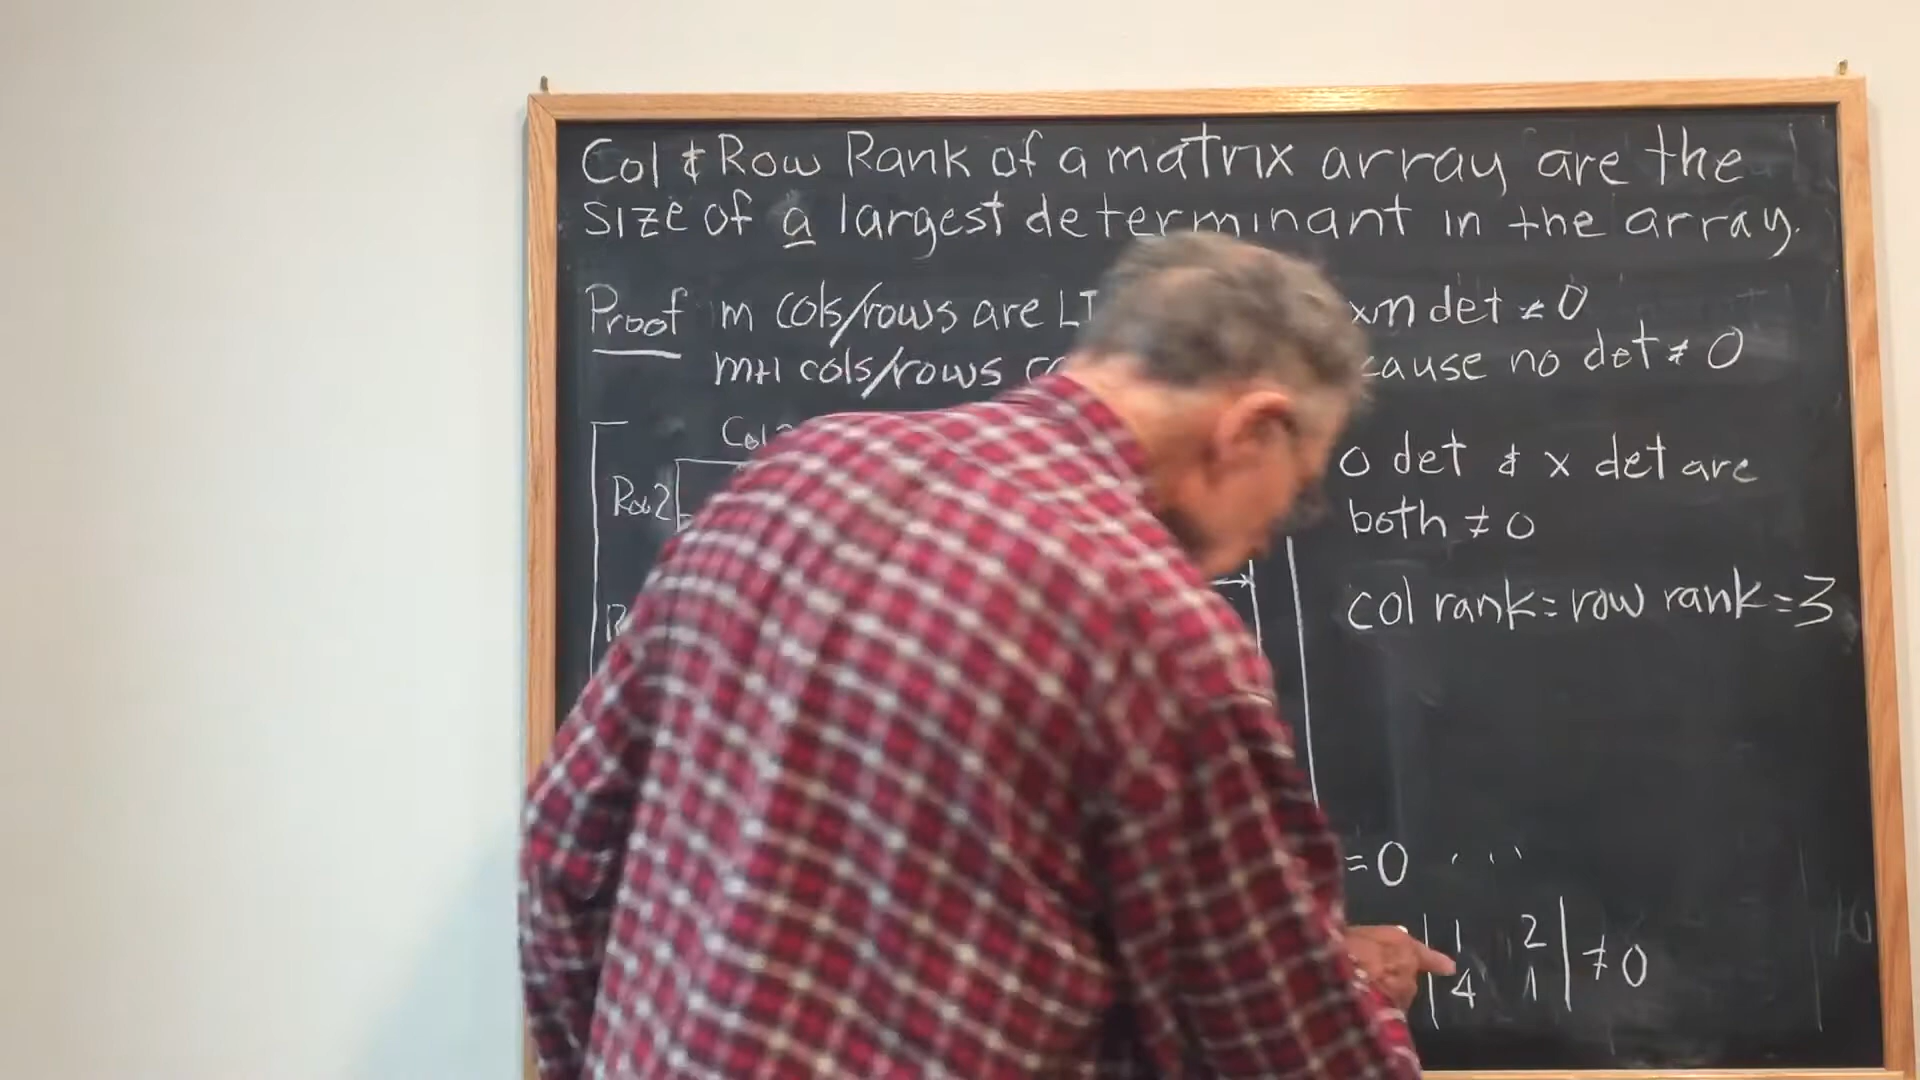 Col & Row Rank of a matrix array are the
size of a largest determinant in the array.
Proof m cols/rows are LI xm det ≠ 0
m+1 cols/rows cause no det ≠ 0
Col
Row 2
O det & x det are
both ≠ 0
col rank = row rank = 3
= 0 ...
1 2
4 1
≠ 0